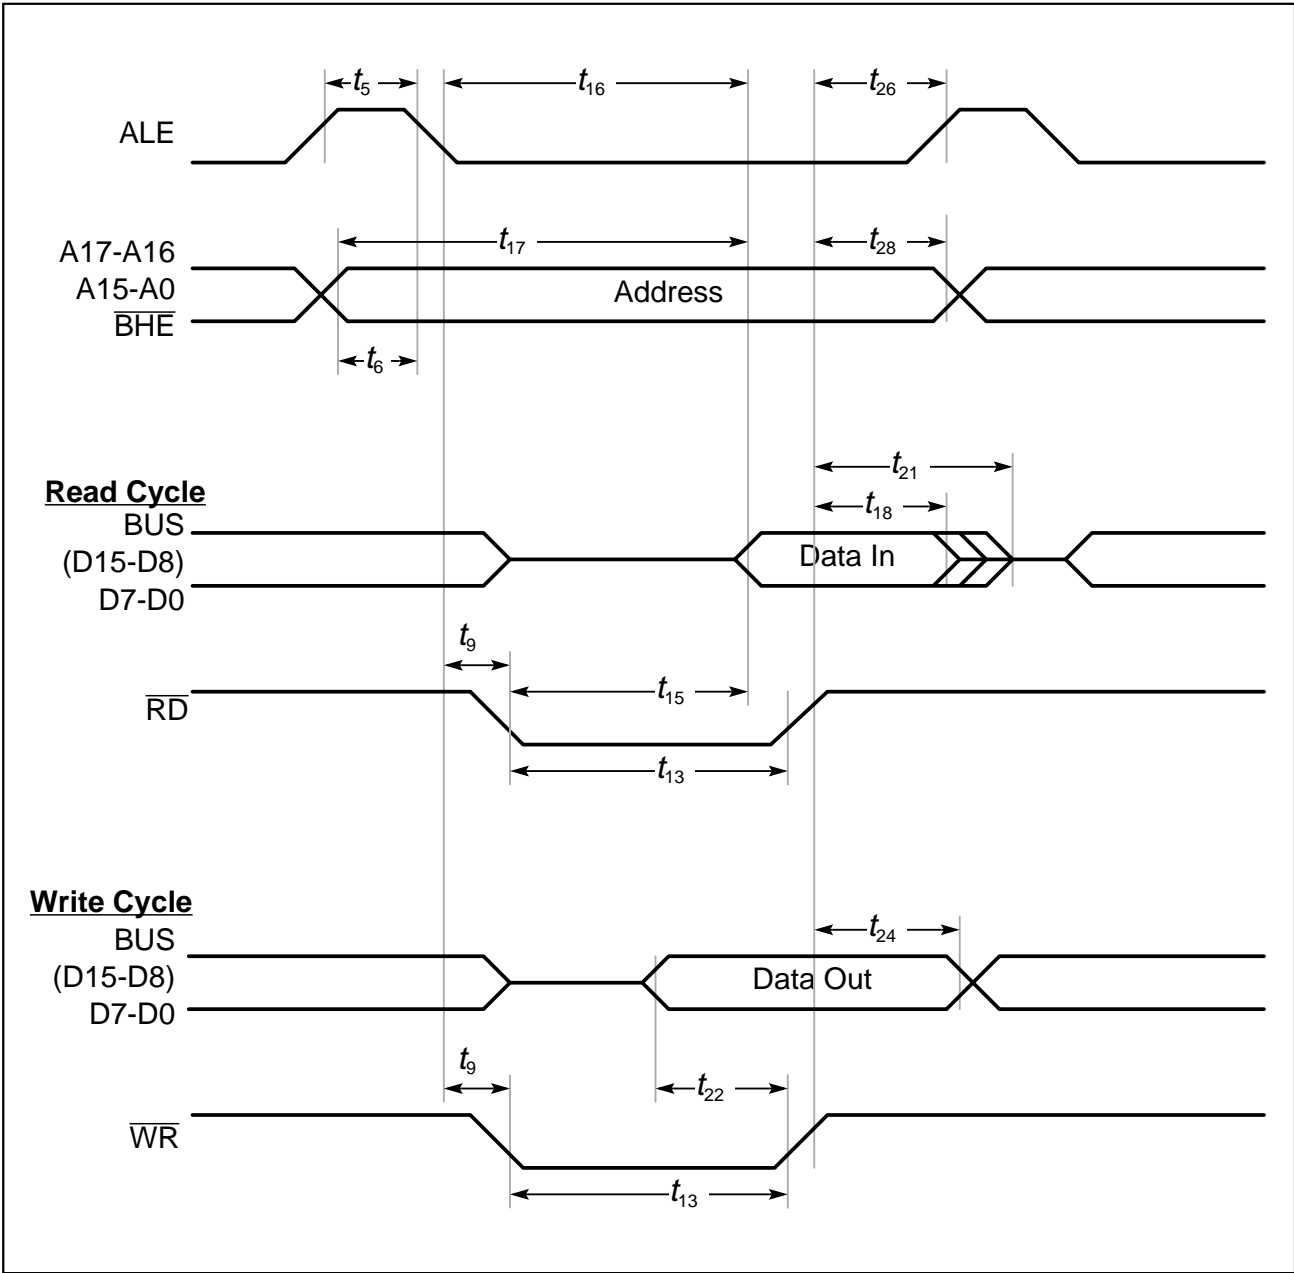 t5 t16 t26
ALE
t17 t28
A17-A16
A15-A0
Address
BHE
t6
t21
Read Cycle
t18
BUS
(D15-D8)
Data In
D7-D0
t9
t15
RD
t13
Write Cycle
t24
BUS
(D15-D8)
Data Out
D7-D0
t9
t22
WR
t13